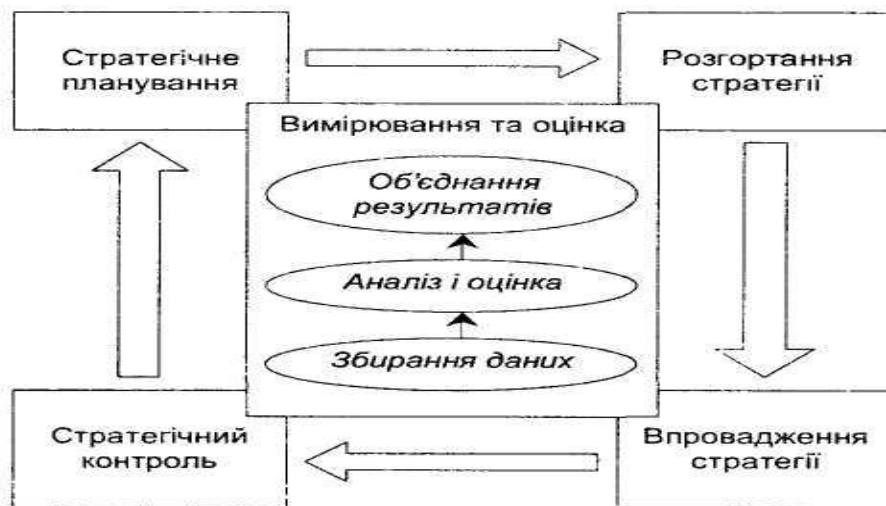 Стратегічне
планування
Розгортання
стратегії
Вимірювання та оцінка
Об'єднання
результатів
Аналіз і оцінка
Збирання даних
Стратегічний
контроль
Впровадження
стратегії